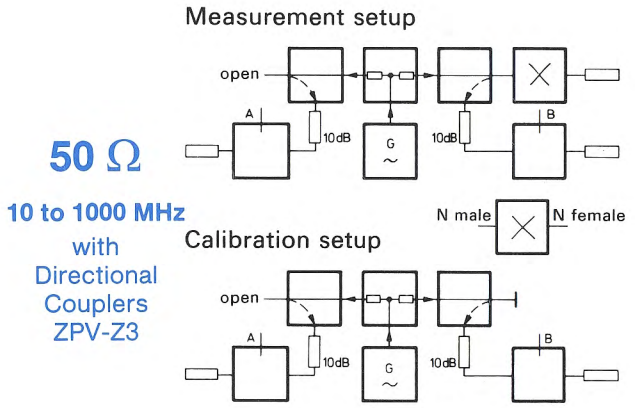 Measurement setup
open
A
10dB
G
~
10dB
B
50 Ω
10 to 1000 MHz
with
Directional
Couplers
ZPV-Z3
N male
N female
Calibration setup
open
A
10dB
G
~
10dB
B